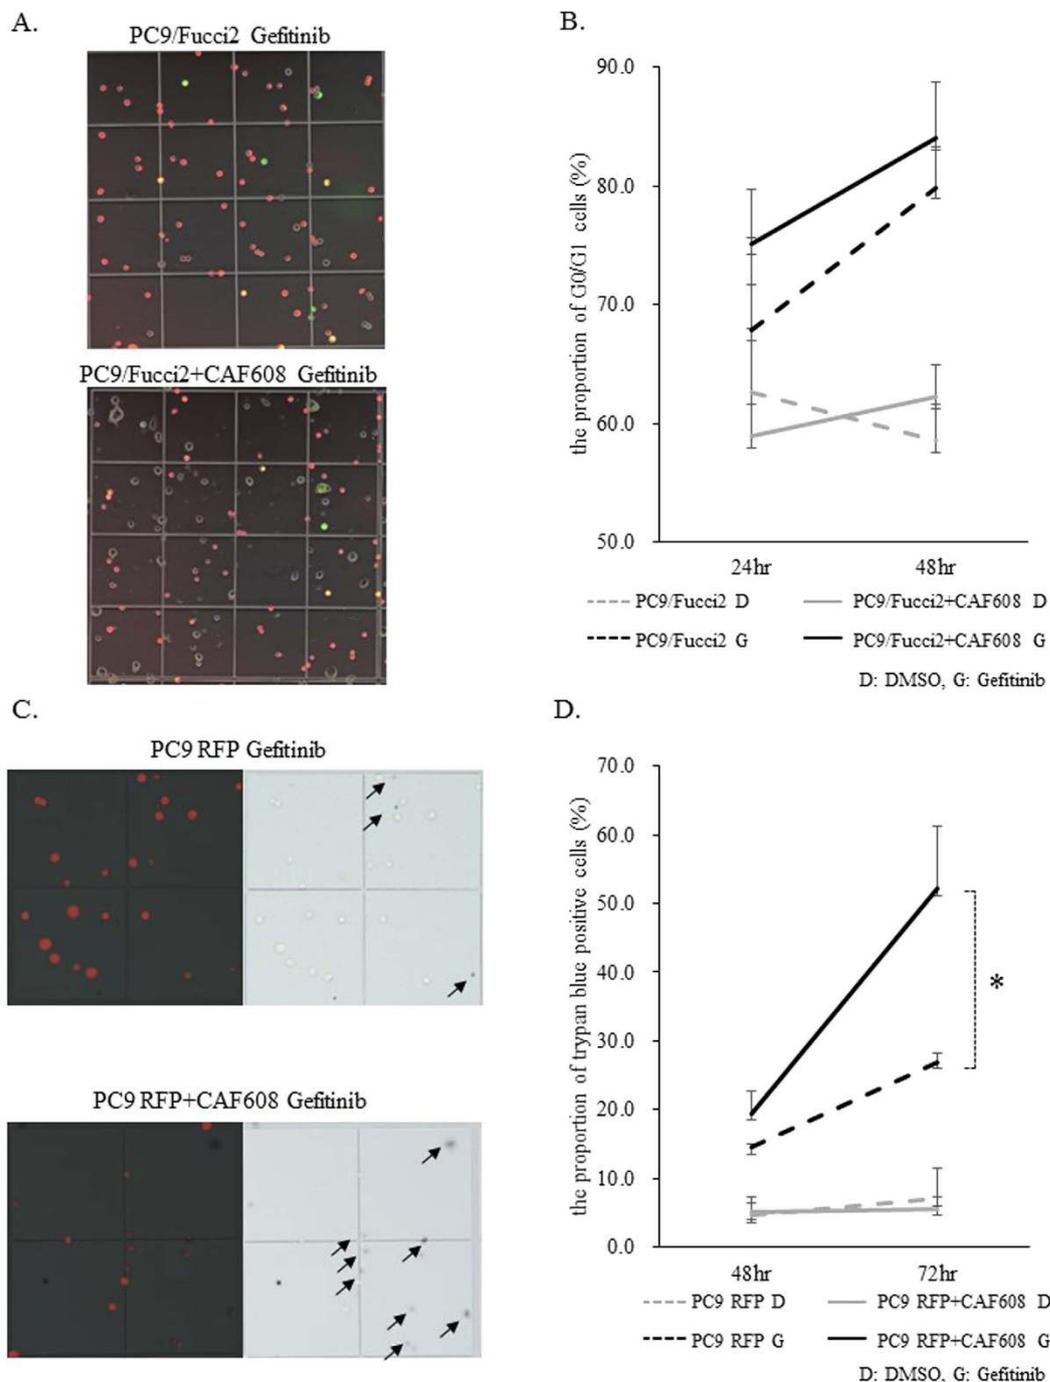 A.
PC9/Fucci2 Gefitinib
PC9/Fucci2+CAF608 Gefitinib
B.
the proportion of G0/G1 cells (%)
90.0
80.0
70.0
60.0
50.0
24hr 48hr
PC9/Fucci2 D PC9/Fucci2+CAF608 D
PC9/Fucci2 G PC9/Fucci2+CAF608 G
D: DMSO, G: Gefitinib
C.
PC9 RFP Gefitinib
PC9 RFP+CAF608 Gefitinib
D.
the proportion of trypan blue positive cells (%)
70.0
60.0
50.0
40.0
30.0
20.0
10.0
0.0
*
48hr 72hr
PC9 RFP D PC9 RFP+CAF608 D
PC9 RFP G PC9 RFP+CAF608 G
D: DMSO, G: Gefitinib